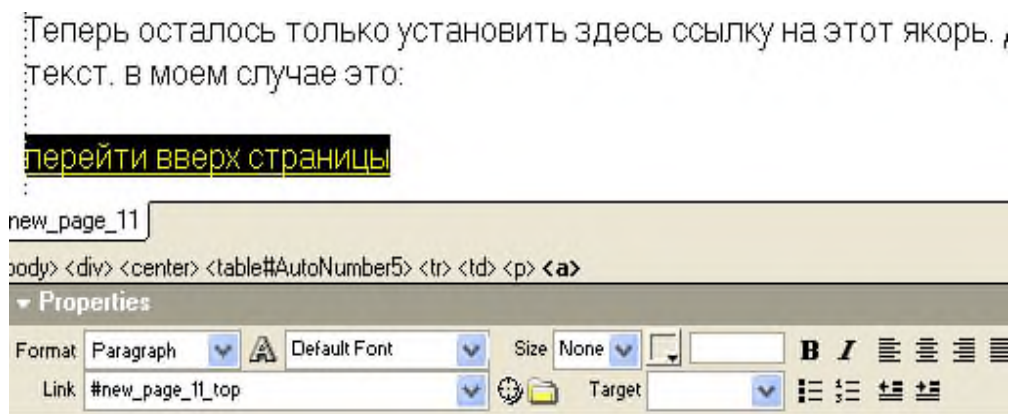 Теперь осталось только установить здесь ссылку на этот якорь.
текст. в моем случае это:
перейти вверх страницы
new_page_11
body> <div> <center> <table#AutoNumber5> <tr> <td> <p> <a>
Properties
Format Paragraph Default Font Size None B I
Link #new_page_11_top Target